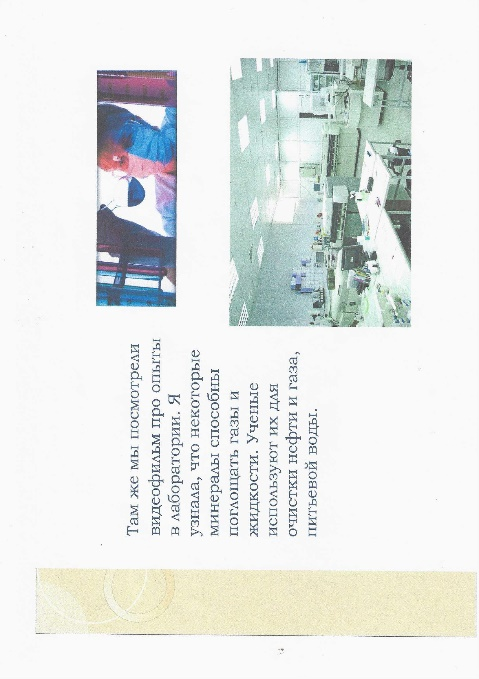 Там же мы посмотрели
видеофильм про опыты
в лаборатории. Я
узнала, что некоторые
минералы способны
поглощать газы и
жидкости. Ученые
используют их для
очистки нефти и газа,
питьевой воды.